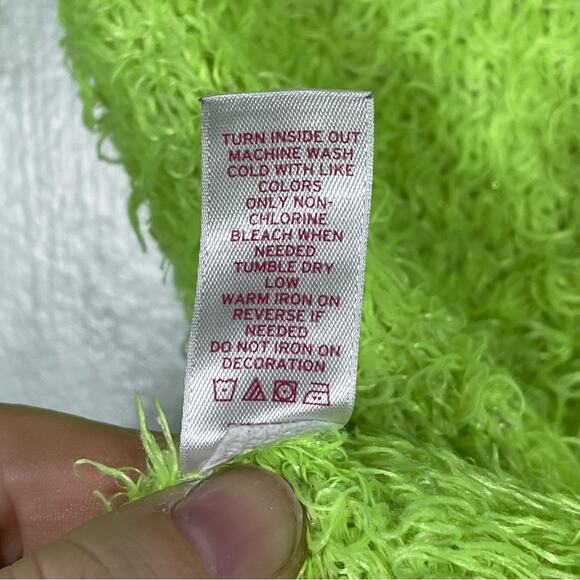 TURN INSIDE OUT
MACHINE WASH
COLD WITH LIKE
COLORS
ONLY NON-
CHLORINE
BLEACH WHEN
NEEDED
TUMBLE DRY
LOW
WARM IRON ON
REVERSE IF
NEEDED
DO NOT IRON ON
DECORATION